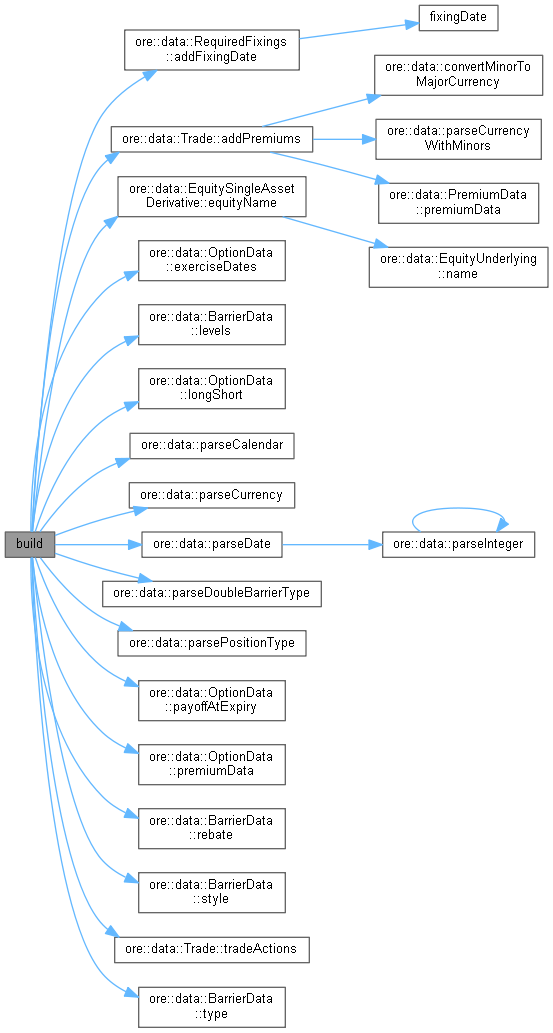 build
ore::data::RequiredFixings
::addFixingDate
fixingDate
ore::data::Trade::addPremiums
ore::data::convertMinorTo
MajorCurrency
ore::data::parseCurrency
WithMinors
ore::data::PremiumData
::premiumData
ore::data::EquitySingleAsset
Derivative::equityName
ore::data::EquityUnderlying
::name
ore::data::OptionData
::exerciseDates
ore::data::BarrierData
::levels
ore::data::OptionData
::longShort
ore::data::parseCalendar
ore::data::parseCurrency
ore::data::parseDate
ore::data::parseInteger
ore::data::parseDoubleBarrierType
ore::data::parsePositionType
ore::data::OptionData
::payoffAtExpiry
ore::data::OptionData
::premiumData
ore::data::BarrierData
::rebate
ore::data::BarrierData
::style
ore::data::Trade::tradeActions
ore::data::BarrierData
::type